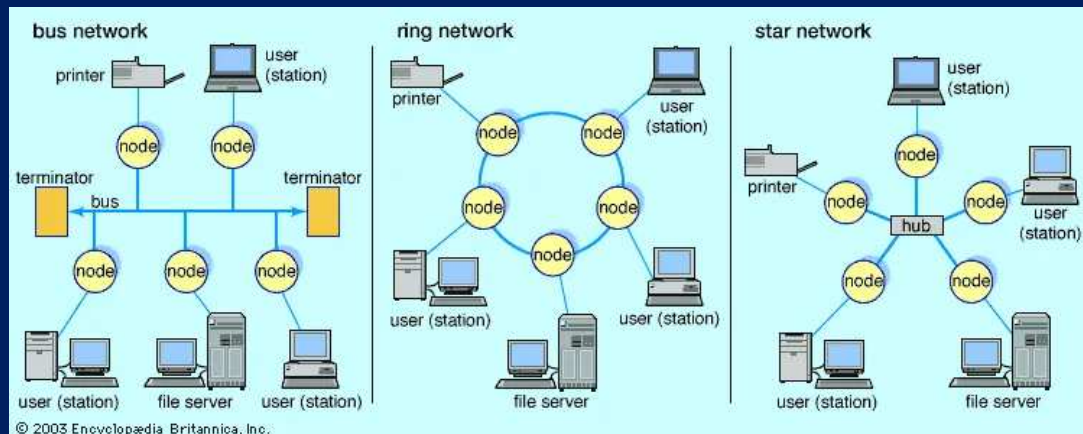 bus network
printer
user
(station)
node
node
terminator
terminator
bus
node
node
node
user (station)
file server
user (station)
ring network
printer
user
(station)
node
node
node
node
node
user (station)
user (station)
file server
star network
user
(station)
node
printer
node
node
user
(station)
hub
node
node
user (station)
file server
© 2003 Encyclopædia Britannica, Inc.